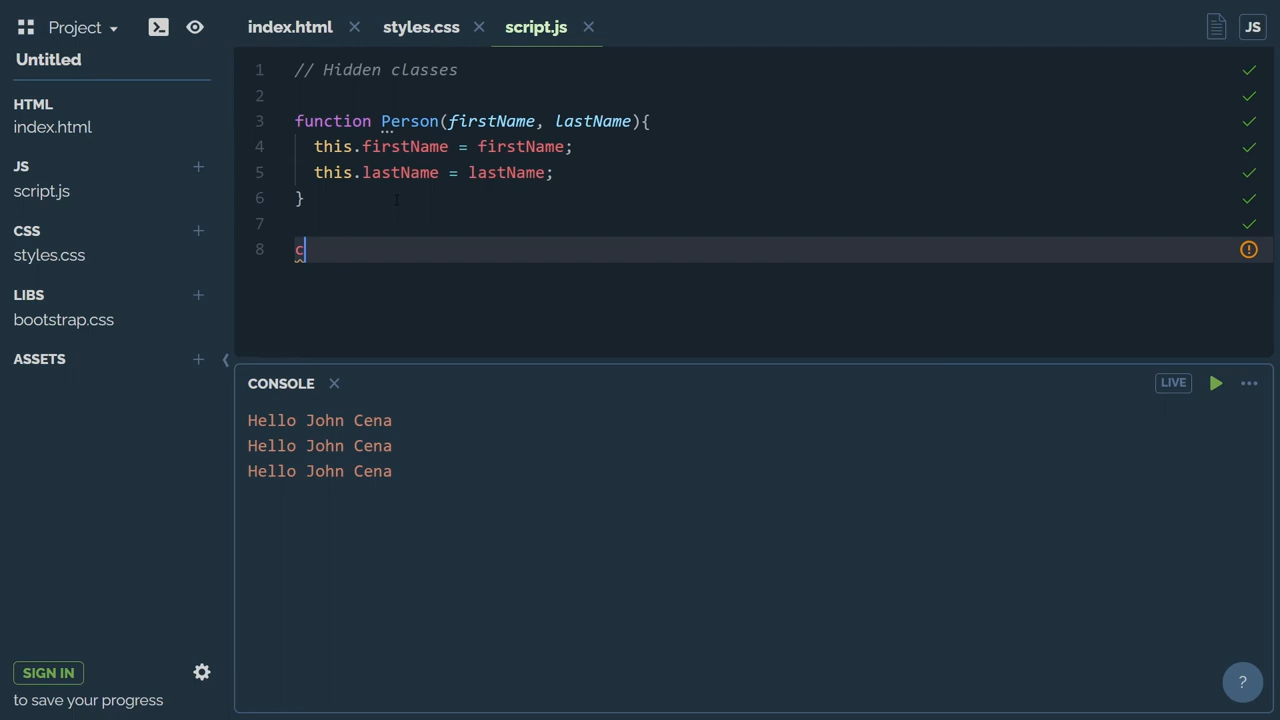 Project
index.html
styles.css
script.js
JS
Untitled
HTML
index.html
JS
script.js
CSS
styles.css
LIBS
bootstrap.css
ASSETS
SIGN IN
to save your progress
1 // Hidden classes
2
3 function Person(firstName, lastName){
4 this.firstName = firstName;
5 this.lastName = lastName;
6 }
7
8 c
CONSOLE
LIVE
Hello John Cena
Hello John Cena
Hello John Cena
?